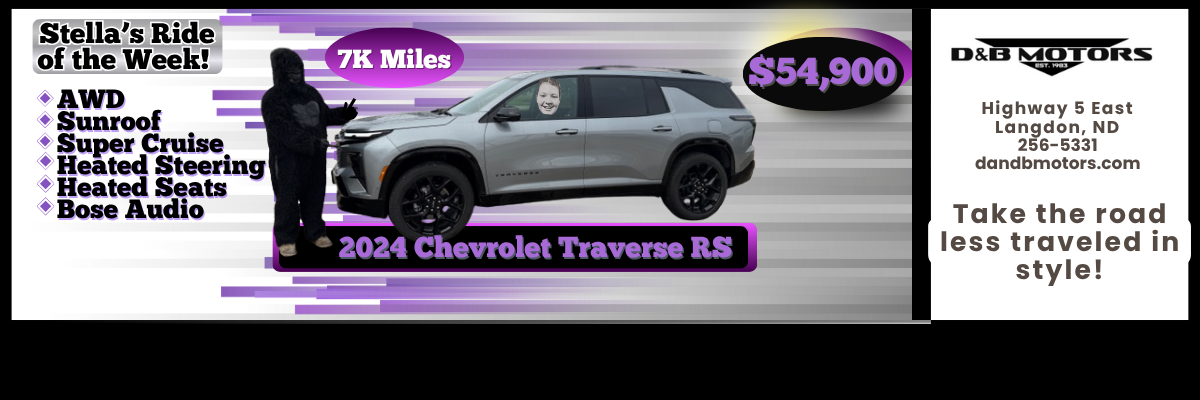 Stella's Ride
of the Week!
AWD
Sunroof
Super Cruise
Heated Steering
Heated Seats
Bose Audio
7K Miles
$54,900
CHEVROLET
2024 Chevrolet Traverse RS
D&B MOTORS
EST. 1983
Highway 5 East
Langdon, ND
256-5331
dandbmotors.com
Take the road
less traveled in
style!